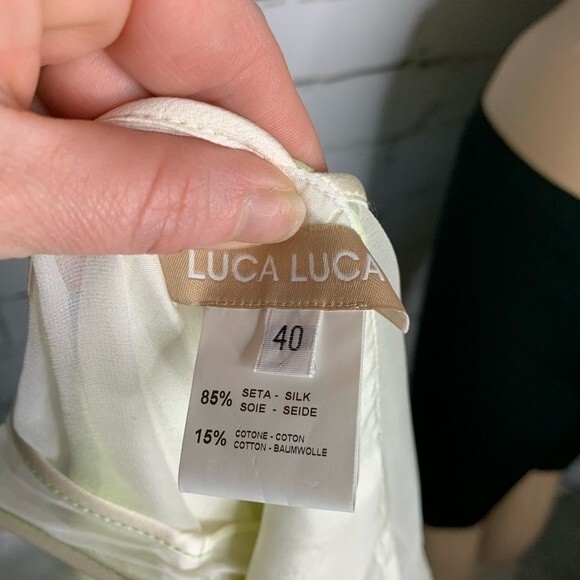 LUCA LUCA
40
85% SETA - SILK
SOIE - SEIDE
15% COTONE - COTON
COTTON - BAUMWOLLE